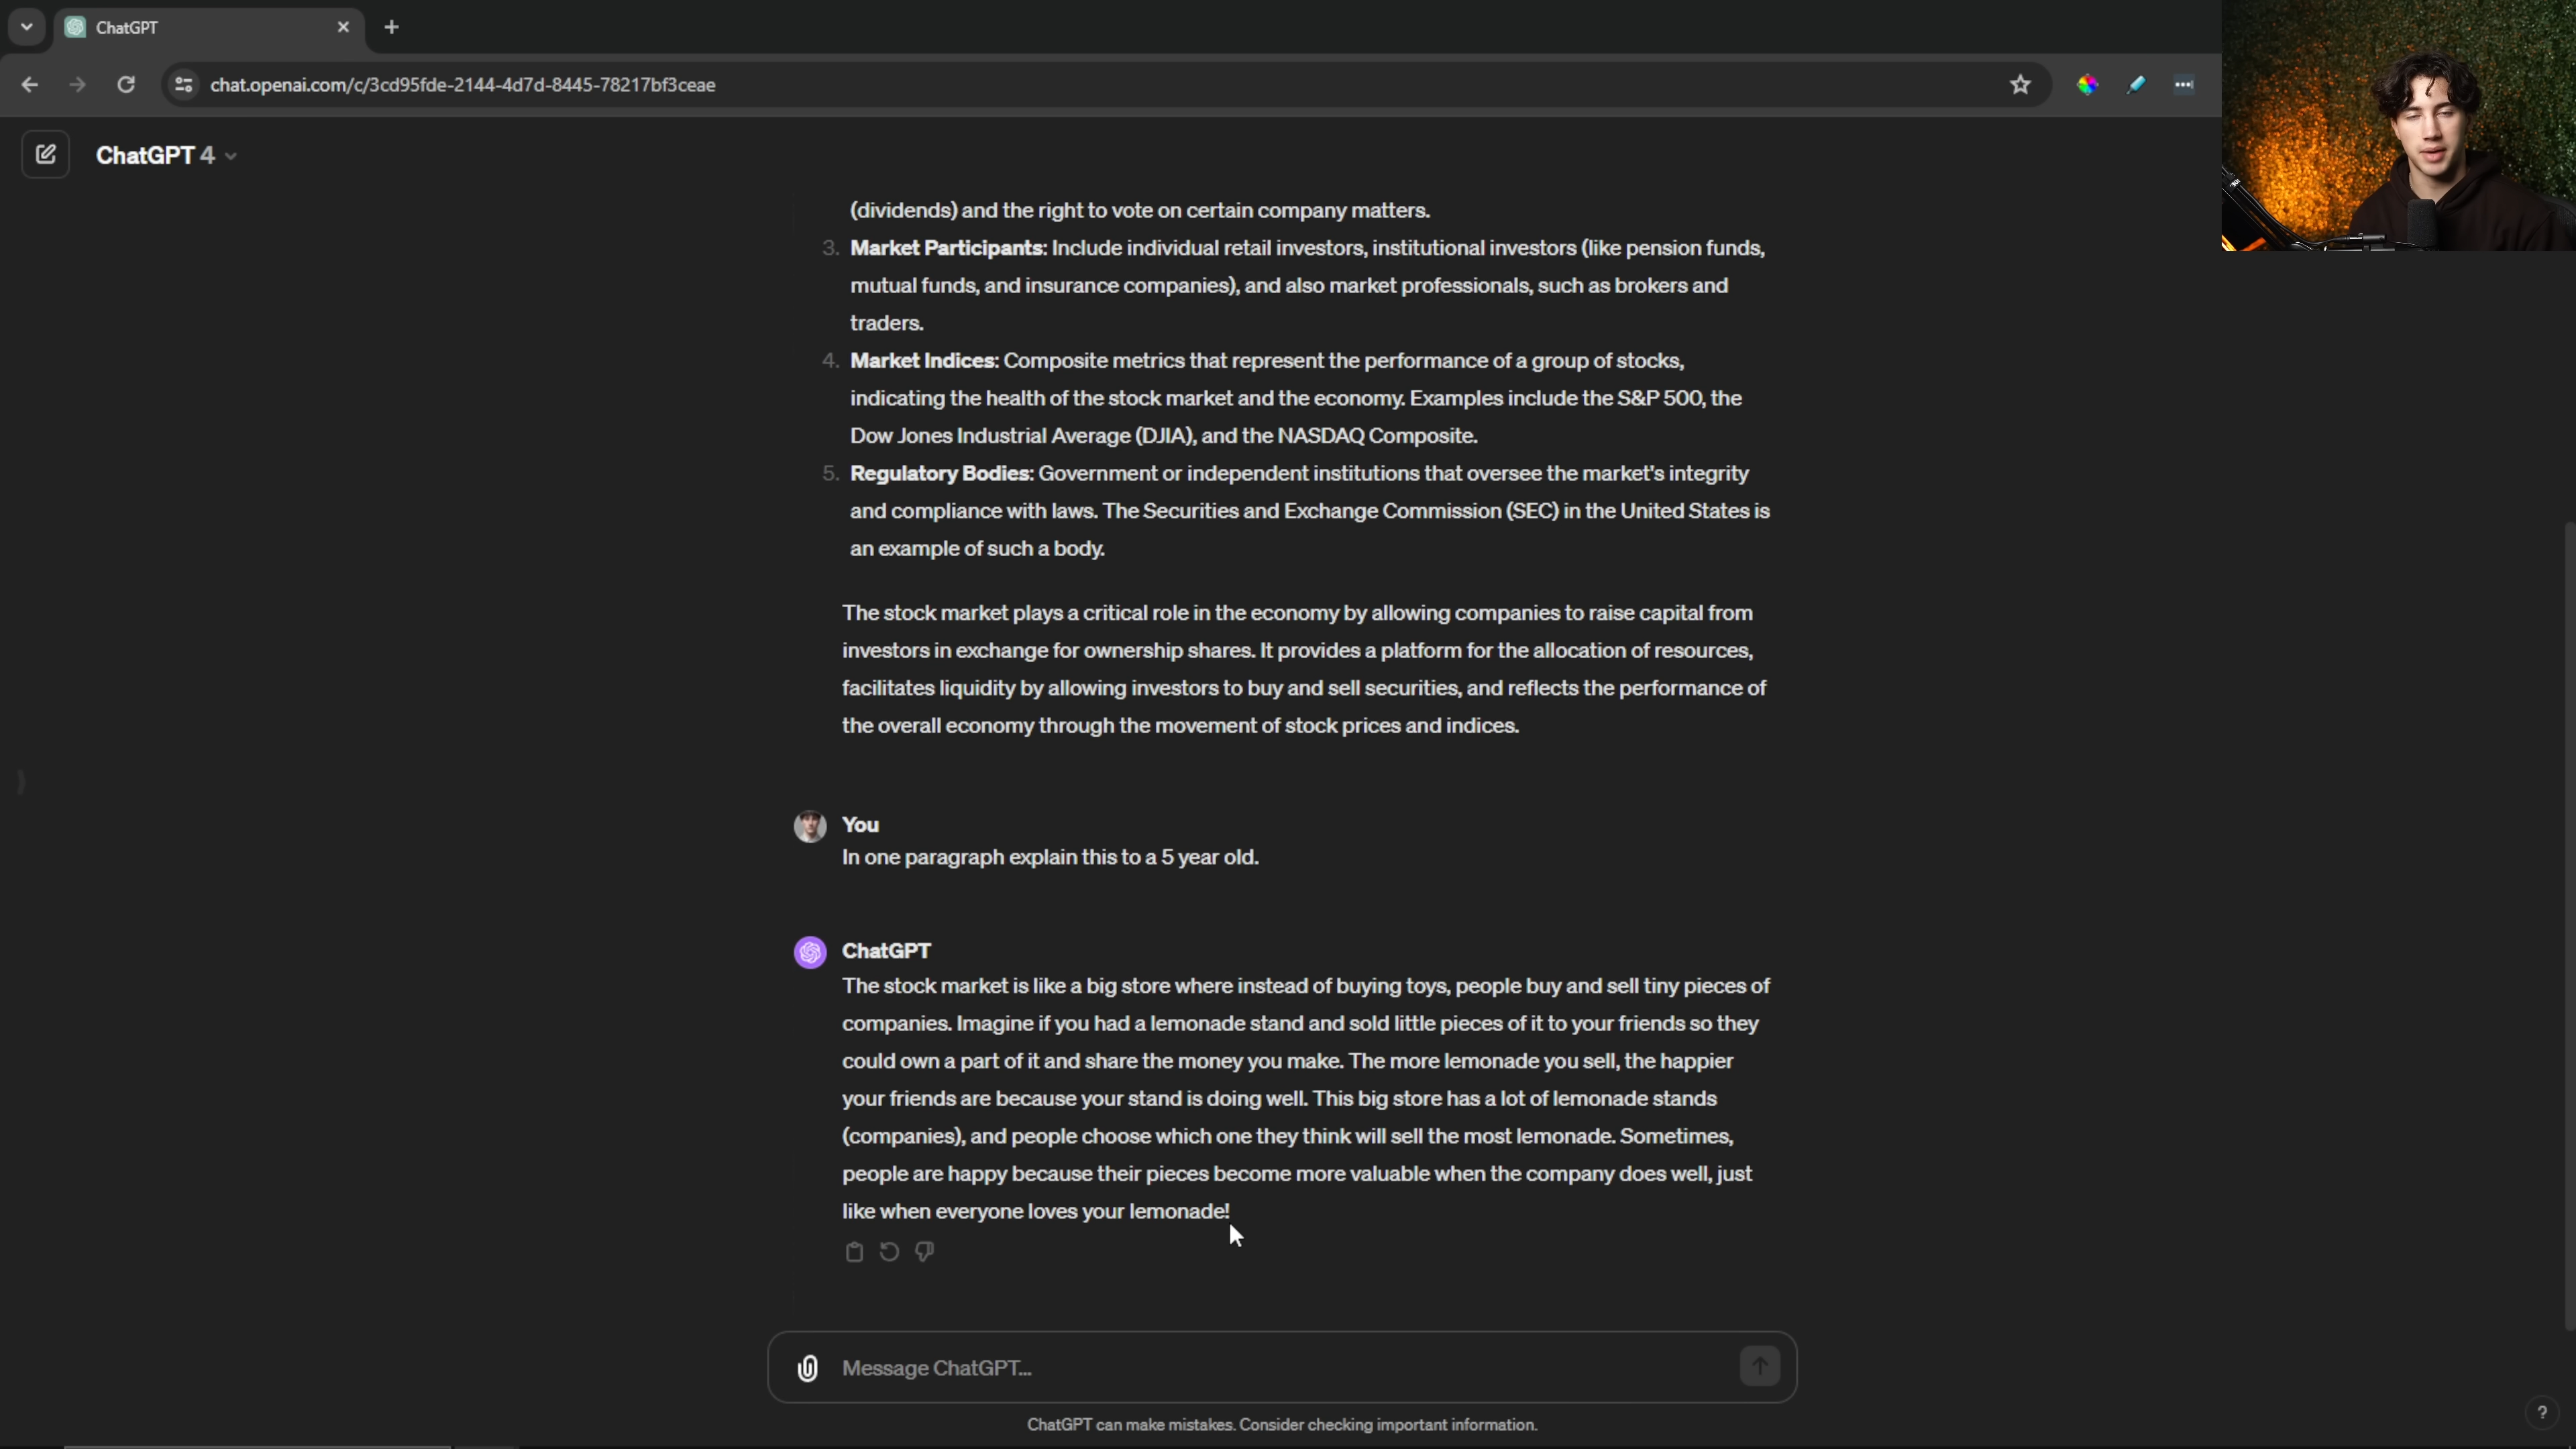 ChatGPT
chat.openai.com/c/3cd95fde-2144-4d7d-8445-78217bf3ceae
ChatGPT 4
(dividends) and the right to vote on certain company matters.
3. Market Participants: Include individual retail investors, institutional investors (like pension funds,
mutual funds, and insurance companies), and also market professionals, such as brokers and
traders.
4. Market Indices: Composite metrics that represent the performance of a group of stocks,
indicating the health of the stock market and the economy. Examples include the S&P 500, the
Dow Jones Industrial Average (DJIA), and the NASDAQ Composite.
5. Regulatory Bodies: Government or independent institutions that oversee the market's integrity
and compliance with laws. The Securities and Exchange Commission (SEC) in the United States is
an example of such a body.
The stock market plays a critical role in the economy by allowing companies to raise capital from
investors in exchange for ownership shares. It provides a platform for the allocation of resources,
facilitates liquidity by allowing investors to buy and sell securities, and reflects the performance of
the overall economy through the movement of stock prices and indices.
You
In one paragraph explain this to a 5 year old.
ChatGPT
The stock market is like a big store where instead of buying toys, people buy and sell tiny pieces of
companies. Imagine if you had a lemonade stand and sold little pieces of it to your friends so they
could own a part of it and share the money you make. The more lemonade you sell, the happier
your friends are because your stand is doing well. This big store has a lot of lemonade stands
(companies), and people choose which one they think will sell the most lemonade. Sometimes,
people are happy because their pieces become more valuable when the company does well, just
like when everyone loves your lemonade!
Message ChatGPT...
ChatGPT can make mistakes. Consider checking important information.
?